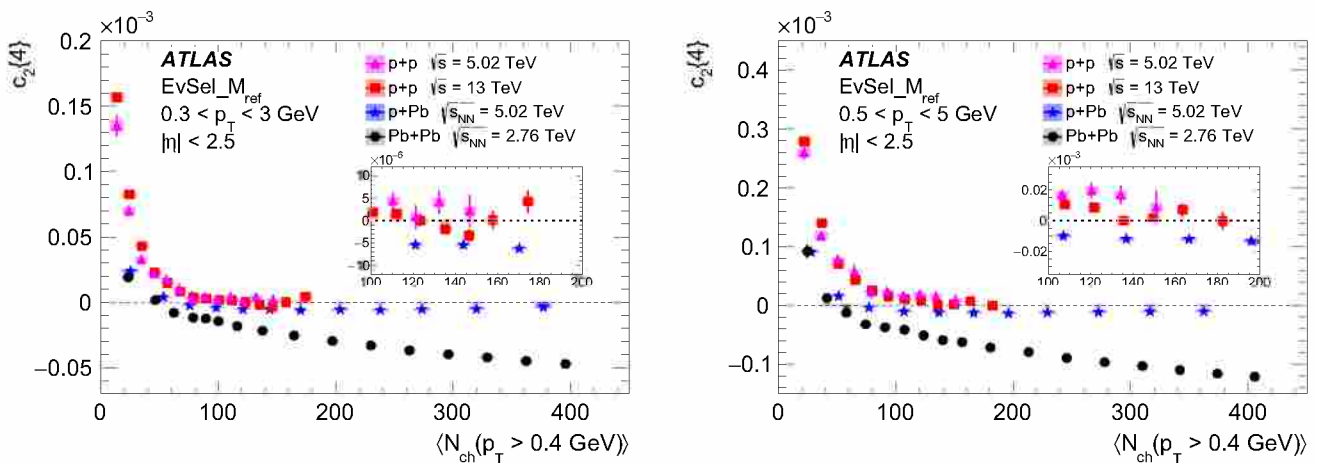 ×10⁻³
c₂{4}
0.2
0.15
0.1
0.05
0
−0.05
ATLAS
EvSel_M_ref
0.3 < p_T < 3 GeV
|η| < 2.5
p+p √s = 5.02 TeV
p+p √s = 13 TeV
p+Pb √s_NN = 5.02 TeV
Pb+Pb √s_NN = 2.76 TeV
×10⁻⁶
10
5
0
−5
−10
100 120 140 160 180 200
0 100 200 300 400
⟨N_ch(p_T > 0.4 GeV)⟩
×10⁻³
c₂{4}
0.4
0.3
0.2
0.1
0
−0.1
ATLAS
EvSel_M_ref
0.5 < p_T < 5 GeV
|η| < 2.5
p+p √s = 5.02 TeV
p+p √s = 13 TeV
p+Pb √s_NN = 5.02 TeV
Pb+Pb √s_NN = 2.76 TeV
×10⁻³
0.02
0
−0.02
100 120 140 160 180 200
0 100 200 300 400
⟨N_ch(p_T > 0.4 GeV)⟩